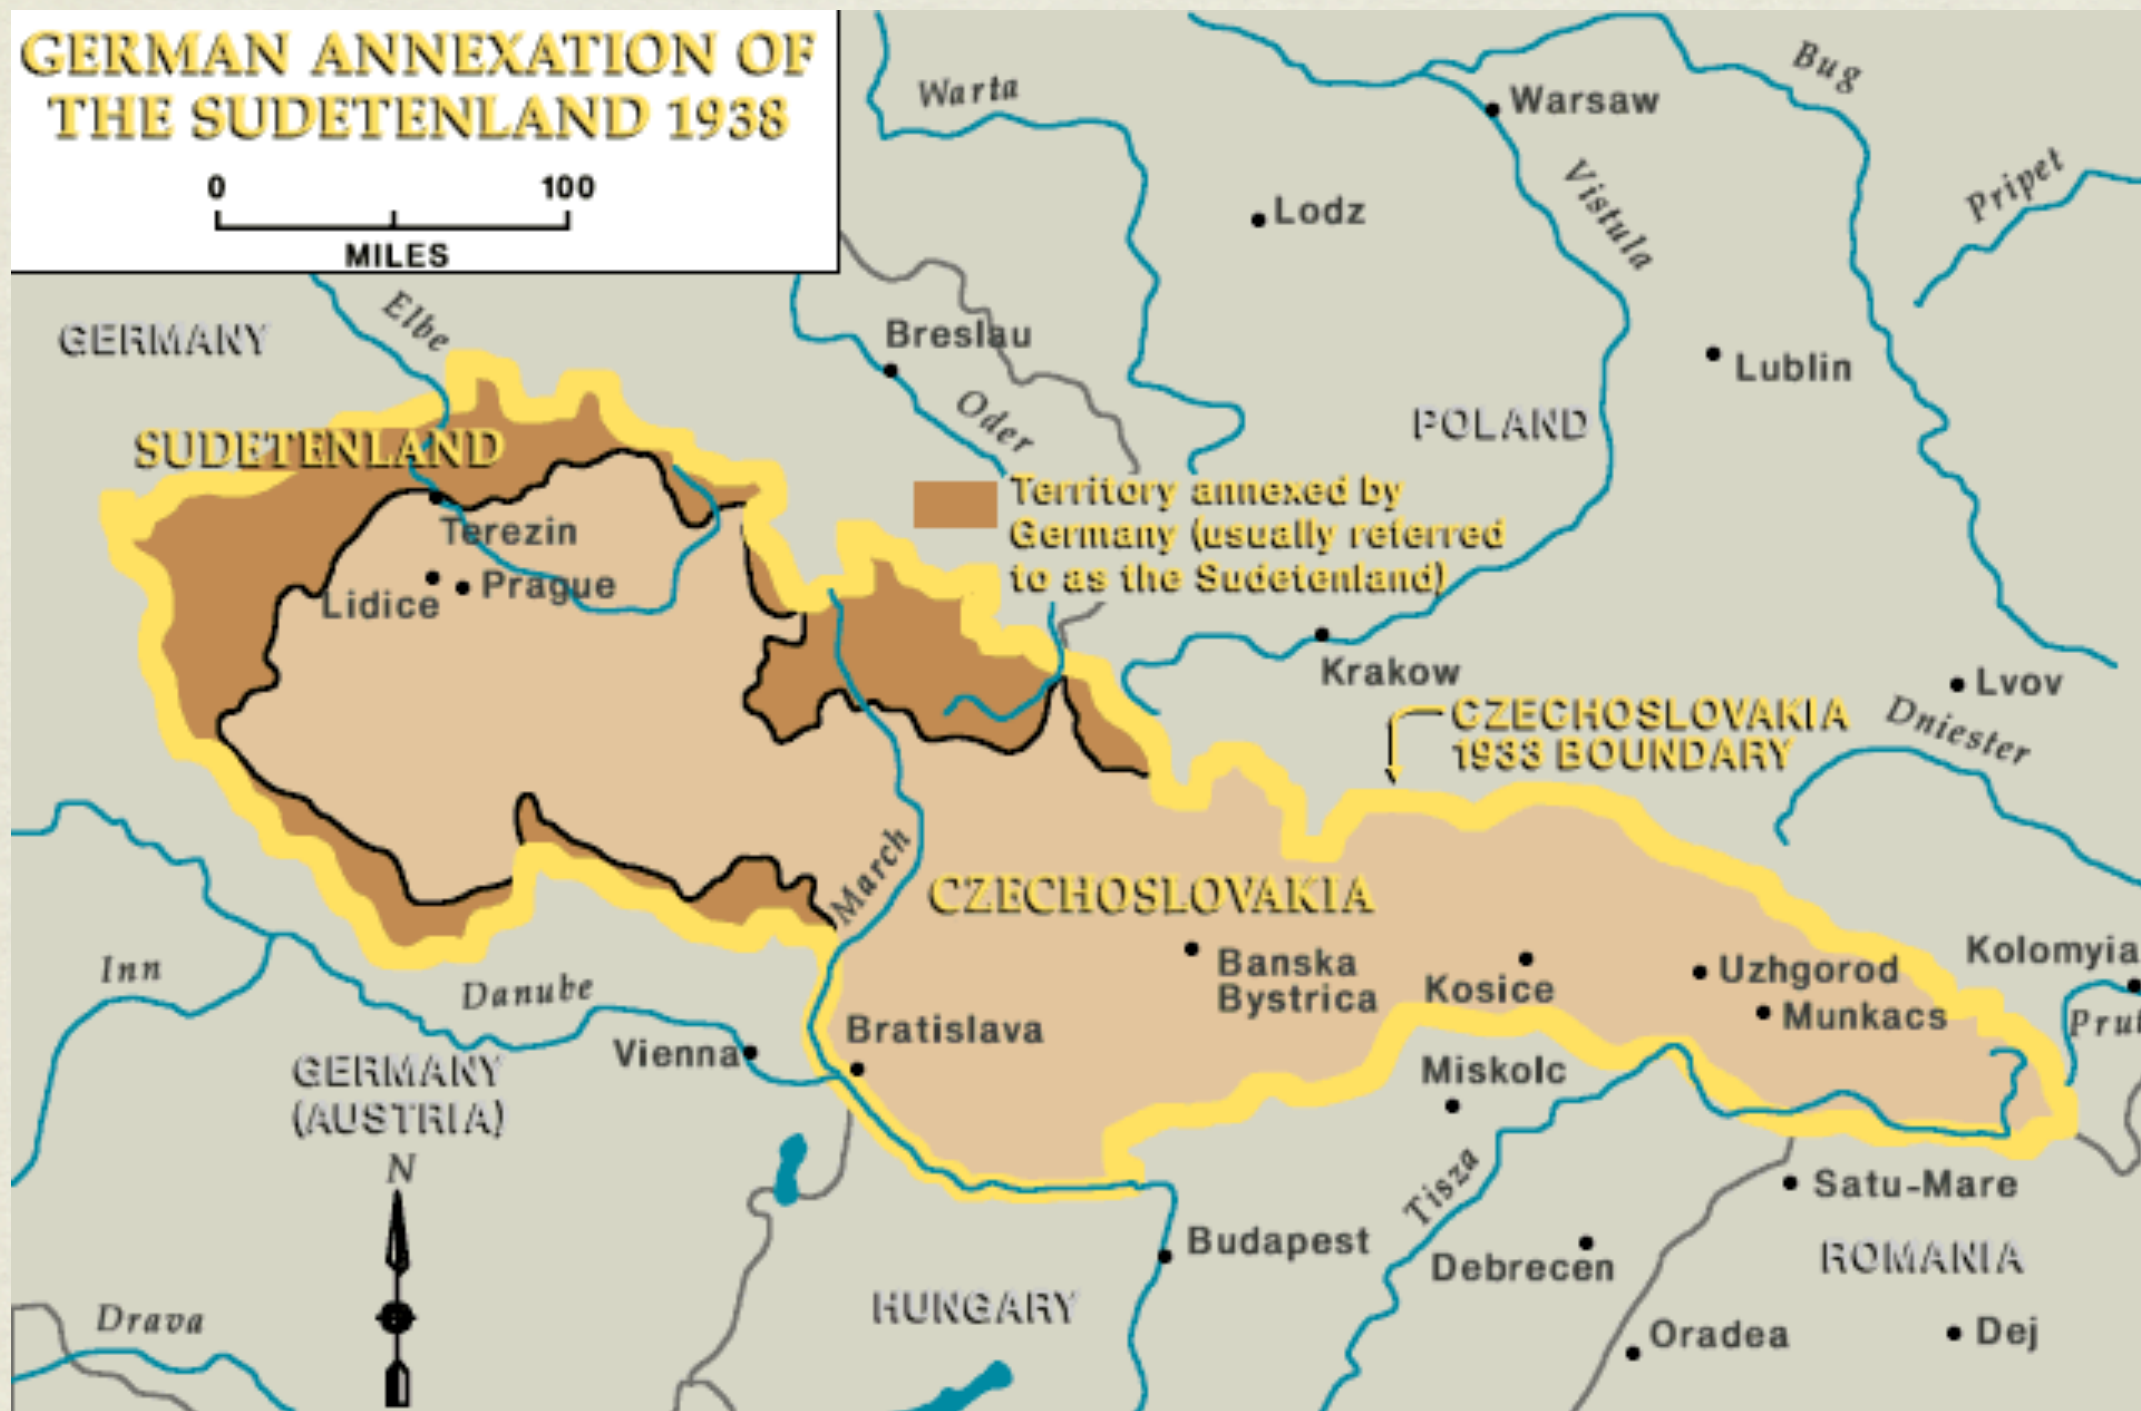 GERMAN ANNEXATION OF
THE SUDETENLAND 1938
0 100
MILES
Warta
Bug
Warsaw
Vistula
Pripet
Lodz
Elbe
GERMANY
Breslau
Lublin
Oder
POLAND
SUDETENLAND
Territory annexed by
Germany (usually referred
to as the Sudetenland)
Terezin
Lidice
Prague
Krakow
Lvov
CZECHOSLOVAKIA
1933 BOUNDARY
Dniester
March
CZECHOSLOVAKIA
Banska
Bystrica
Kosice
Uzhgorod
Munkacs
Kolomyia
Prut
Inn
Danube
Vienna
Bratislava
Miskolc
GERMANY
(AUSTRIA)
N
Tisza
Satu-Mare
Budapest
Debrecen
ROMANIA
HUNGARY
Drava
Oradea
Dej